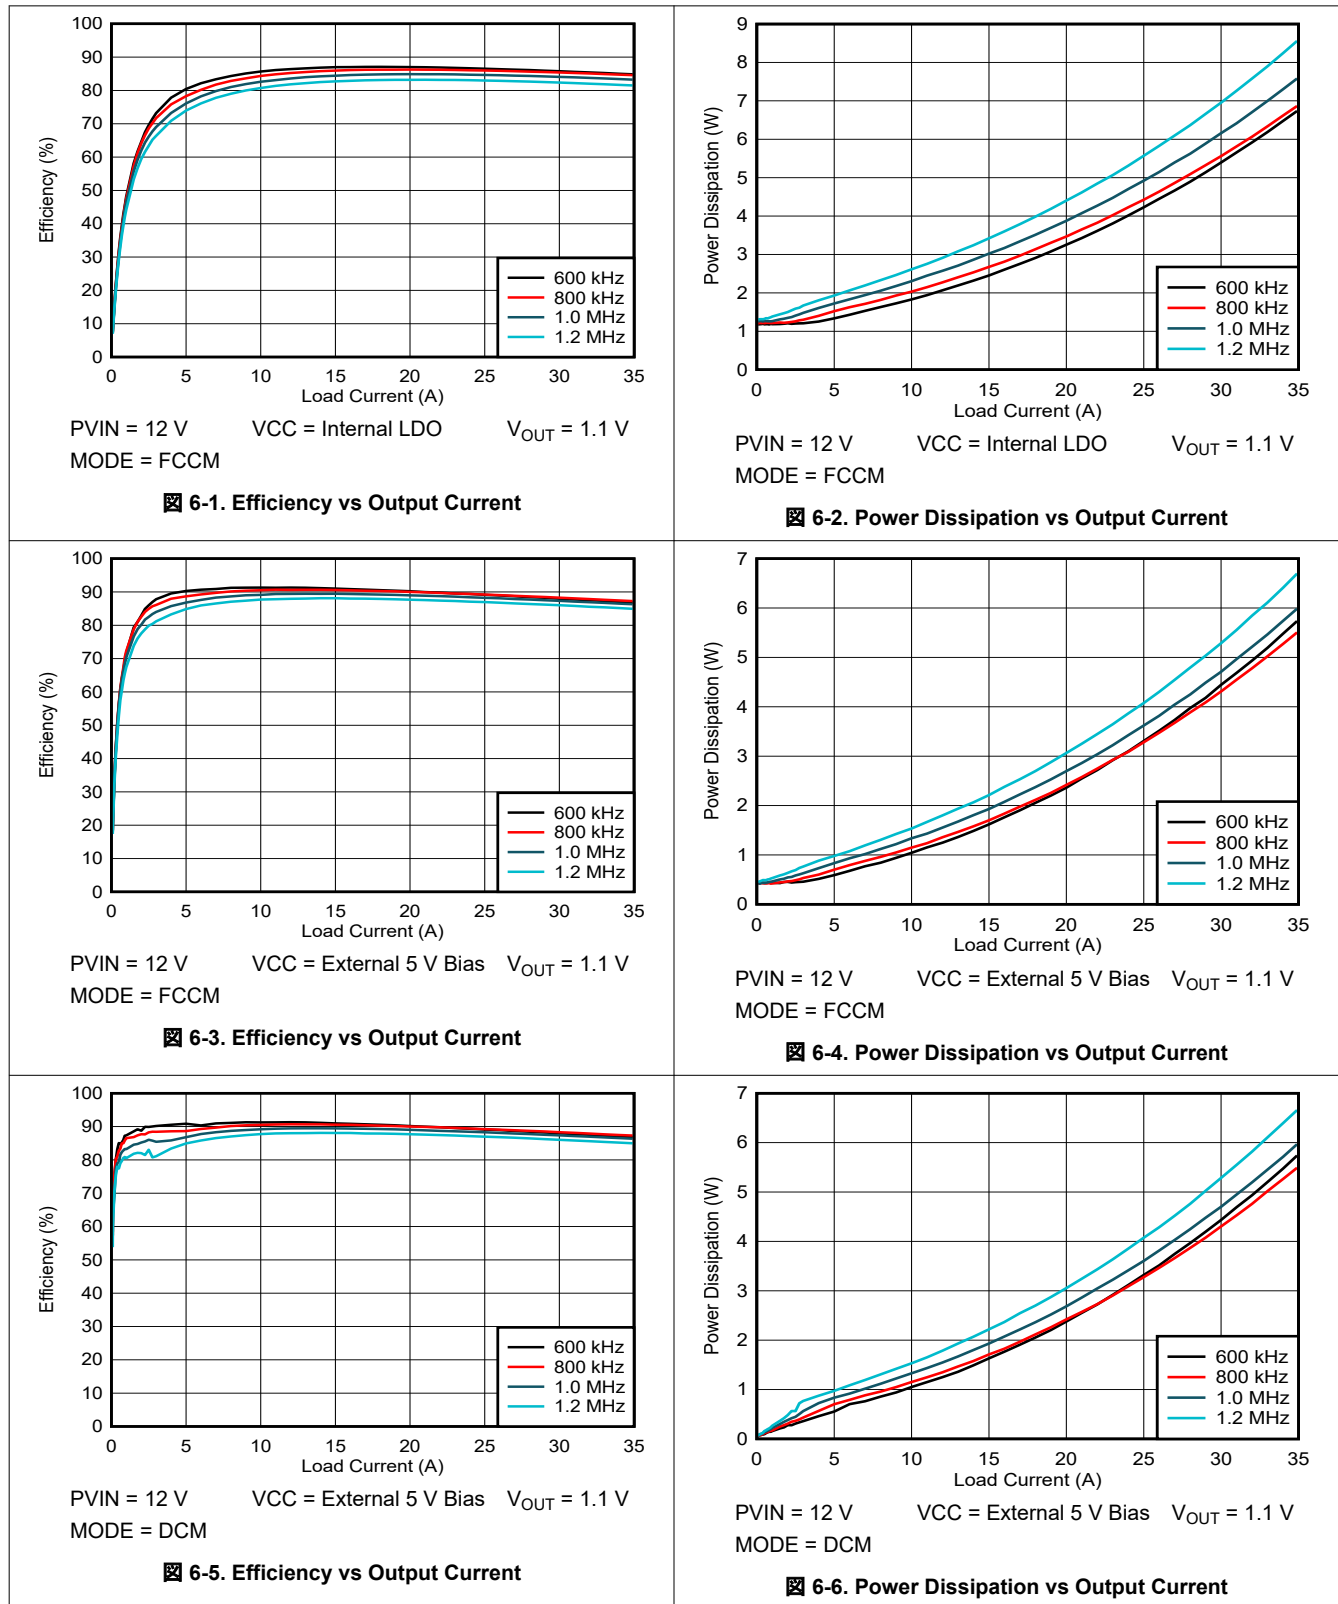 100
90
80
70
60
50
40
30
20
10
0
Efficiency (%)
600 kHz
800 kHz
1.0 MHz
1.2 MHz
0 5 10 15 20 25 30 35
Load Current (A)
PVIN = 12 V VCC = Internal LDO VOUT = 1.1 V
MODE = FCCM
図 6-1. Efficiency vs Output Current
9
8
7
6
5
4
3
2
1
0
Power Dissipation (W)
600 kHz
800 kHz
1.0 MHz
1.2 MHz
0 5 10 15 20 25 30 35
Load Current (A)
PVIN = 12 V VCC = Internal LDO VOUT = 1.1 V
MODE = FCCM
図 6-2. Power Dissipation vs Output Current
100
90
80
70
60
50
40
30
20
10
0
Efficiency (%)
600 kHz
800 kHz
1.0 MHz
1.2 MHz
0 5 10 15 20 25 30 35
Load Current (A)
PVIN = 12 V VCC = External 5 V Bias VOUT = 1.1 V
MODE = FCCM
図 6-3. Efficiency vs Output Current
7
6
5
4
3
2
1
0
Power Dissipation (W)
600 kHz
800 kHz
1.0 MHz
1.2 MHz
0 5 10 15 20 25 30 35
Load Current (A)
PVIN = 12 V VCC = External 5 V Bias VOUT = 1.1 V
MODE = FCCM
図 6-4. Power Dissipation vs Output Current
100
90
80
70
60
50
40
30
20
10
0
Efficiency (%)
600 kHz
800 kHz
1.0 MHz
1.2 MHz
0 5 10 15 20 25 30 35
Load Current (A)
PVIN = 12 V VCC = External 5 V Bias VOUT = 1.1 V
MODE = DCM
図 6-5. Efficiency vs Output Current
7
6
5
4
3
2
1
0
Power Dissipation (W)
600 kHz
800 kHz
1.0 MHz
1.2 MHz
0 5 10 15 20 25 30 35
Load Current (A)
PVIN = 12 V VCC = External 5 V Bias VOUT = 1.1 V
MODE = DCM
図 6-6. Power Dissipation vs Output Current